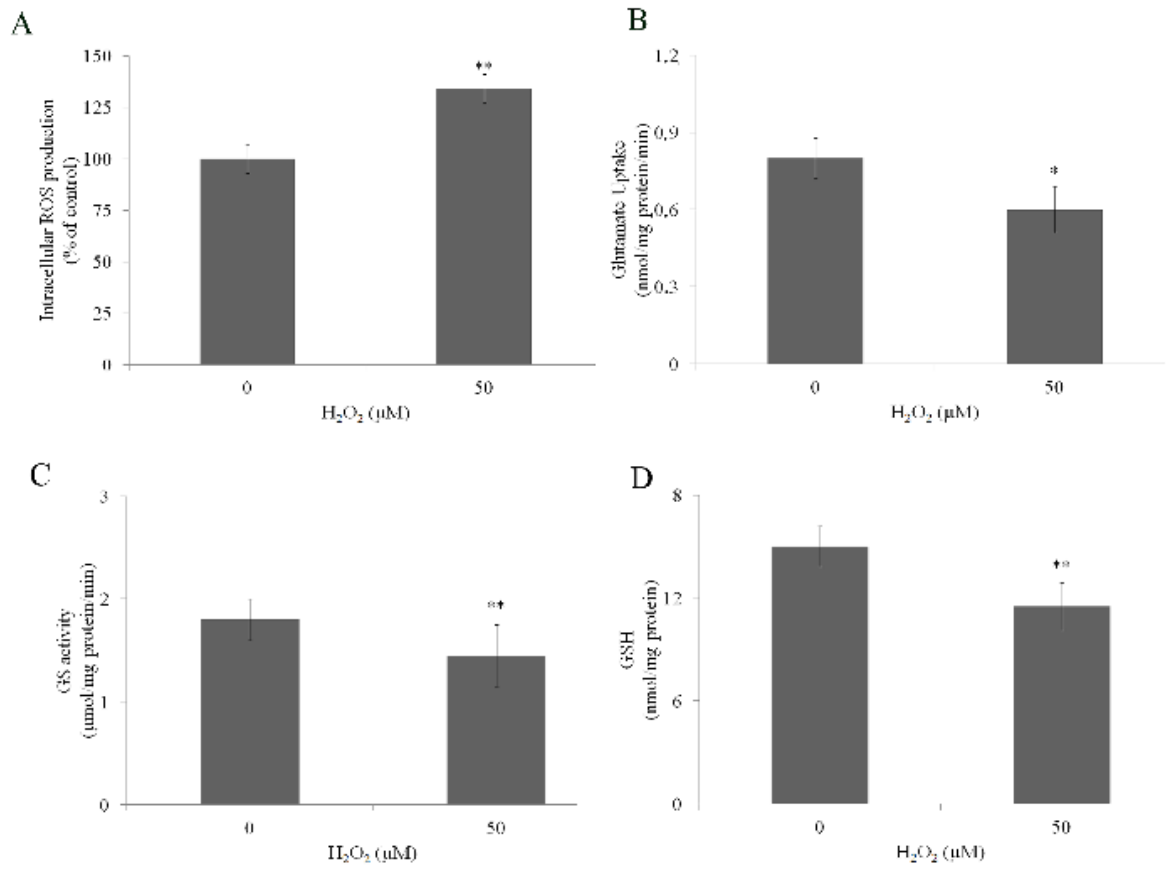 A
Intracellular ROS production
(% of control)
150
125
100
75
50
25
0
**
0
50
H₂O₂ (µM)
B
Glutamate Uptake
(nmol/mg protein/min)
1.2
0.9
0.6
0.3
0
*
0
50
H₂O₂ (µM)
C
GS activity
(µmol/mg protein/min)
3
2
1
0
**
0
50
H₂O₂ (µM)
D
GSH
(nmol/mg protein)
8
12
6
0
**
0
50
H₂O₂ (µM)